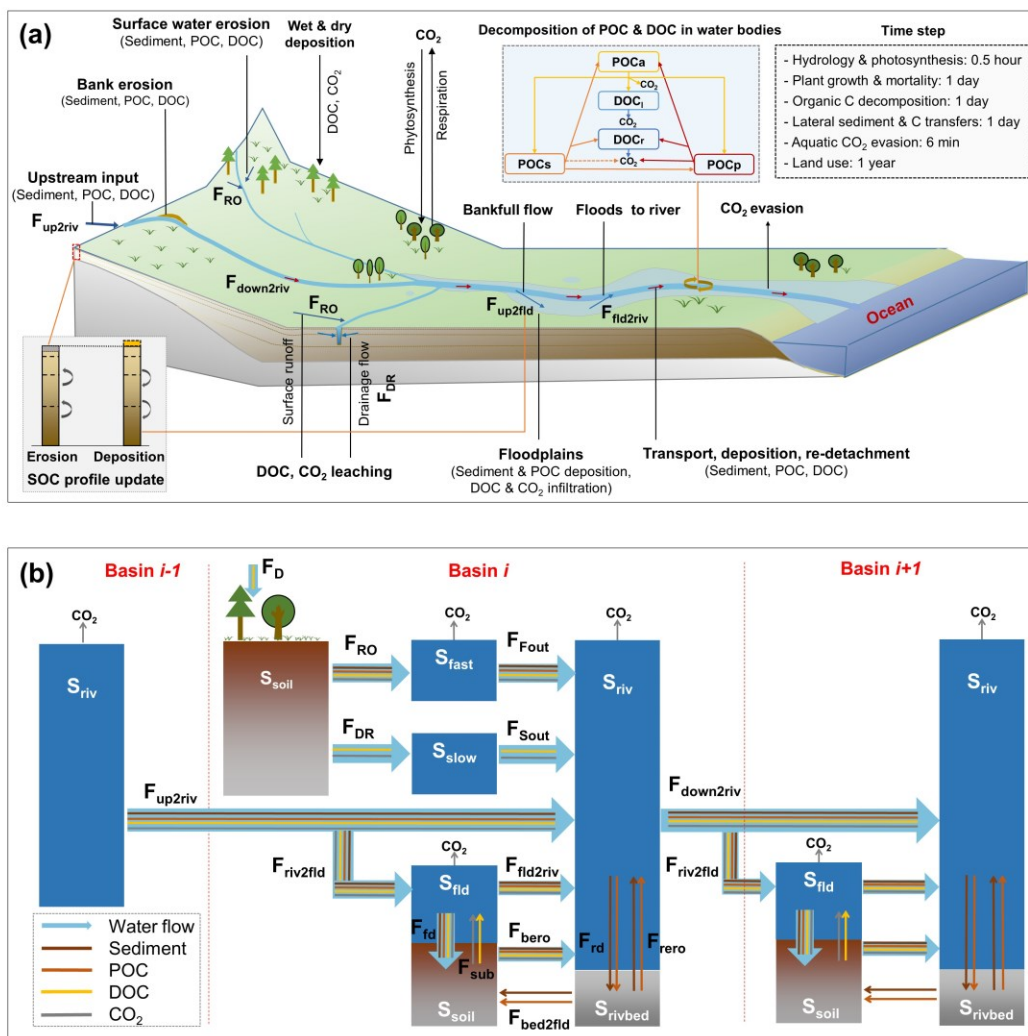 (a)
Surface water erosion
(Sediment, POC, DOC)
Wet & dry
deposition
DOC, CO2
CO2
Phytosynthesis
Respiration
Decomposition of POC & DOC in water bodies
POCa
CO2
DOCl
CO2
DOCr
CO2
POCs
POCp
Time step
- Hydrology & photosynthesis: 0.5 hour
- Plant growth & mortality: 1 day
- Organic C decomposition: 1 day
- Lateral sediment & C transfers: 1 day
- Aquatic CO2 evasion: 6 min
- Land use: 1 year
Bank erosion
(Sediment, POC, DOC)
Upstream input
(Sediment, POC, DOC)
Fup2riv
FRO
Bankfull flow
Floods to river
CO2 evasion
Fdown2riv
FRO
Fup2fld
Ffld2riv
Ocean
Surface runoff
Drainage flow
FDR
Erosion
Deposition
SOC profile update
DOC, CO2 leaching
Floodplains
(Sediment & POC deposition,
DOC & CO2 infiltration)
Transport, deposition, re-detachment
(Sediment, POC, DOC)
(b)
Basin i-1
Basin i
Basin i+1
FD
CO2
CO2
CO2
CO2
Sriv
Ssoil
FRO
Sfast
FFout
Sriv
Sriv
FDR
Sslow
FSout
Fup2riv
Fdown2riv
CO2
CO2
Friv2fld
Sfld
Ffld2riv
Friv2fld
Sfld
Ffd
Fsub
Fbero
Frd
Frero
Ssoil
Fbed2fld
Srivbed
Ssoil
Srivbed
Water flow
Sediment
POC
DOC
CO2